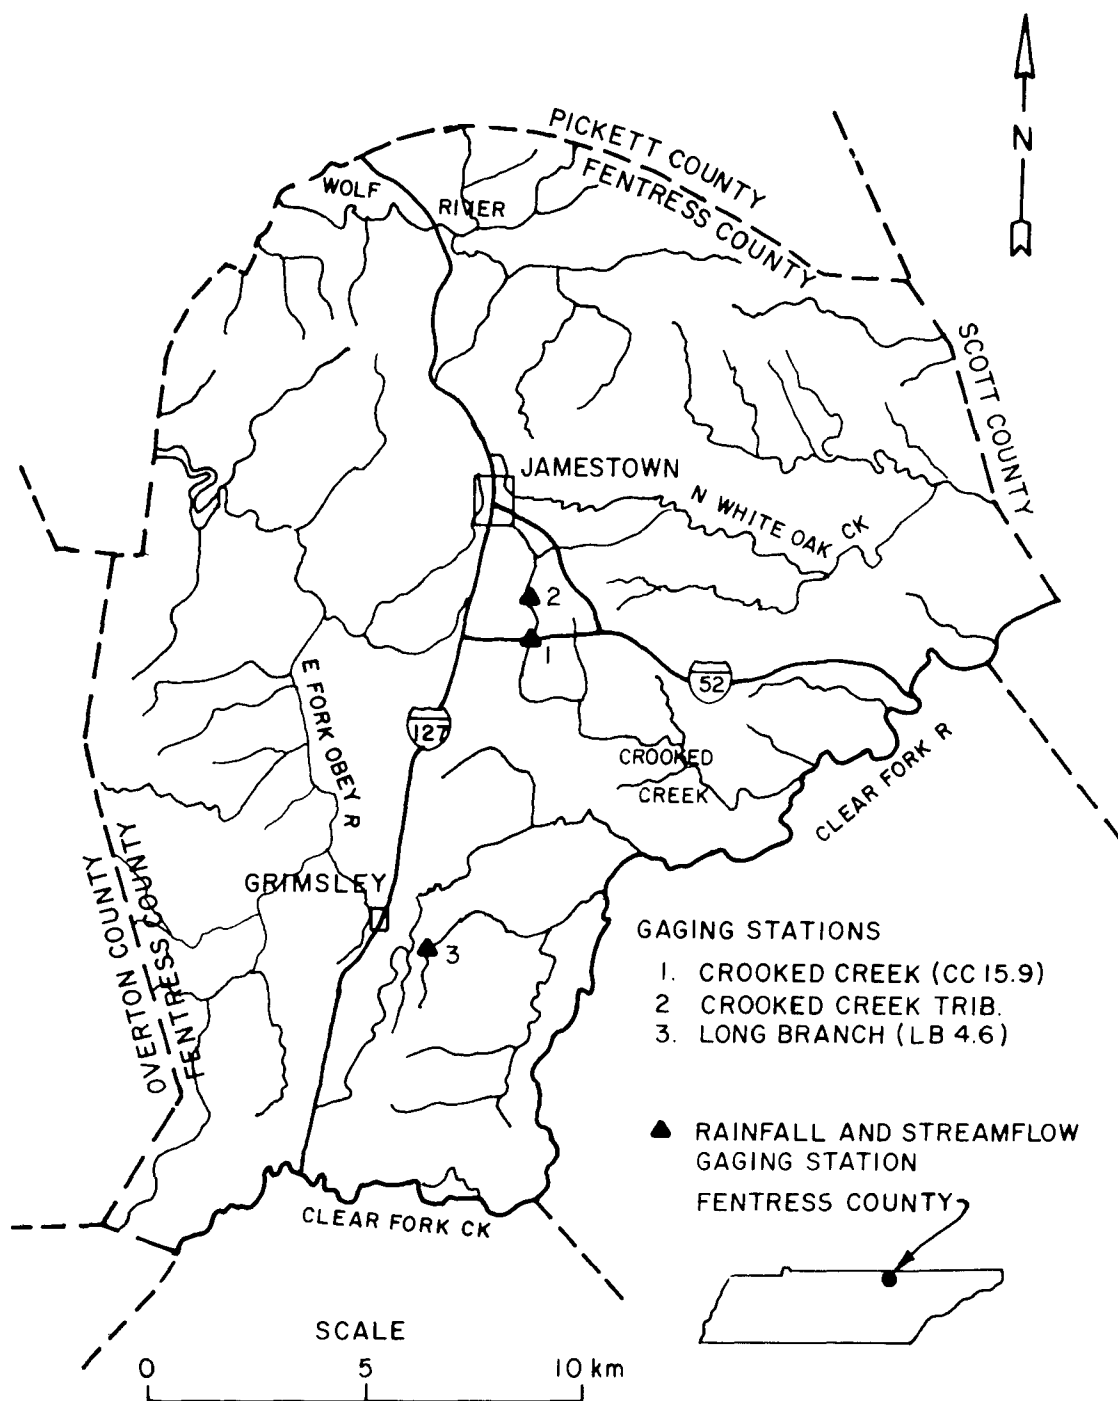 N
PICKETT COUNTY
FENTRESS COUNTY
WOLF
RIVER
SCOTT COUNTY
JAMESTOWN
N WHITE OAK CK
2
1
52
E FORK OBEY R
127
CROOKED
CREEK
CLEAR FORK R
OVERTON COUNTY
FENTRESS COUNTY
GRIMSLEY
3
GAGING STATIONS
1. CROOKED CREEK (CC 15.9)
2 CROOKED CREEK TRIB.
3. LONG BRANCH (LB 4.6)
RAINFALL AND STREAMFLOW
GAGING STATION
FENTRESS COUNTY
CLEAR FORK CK
SCALE
0 5 10 km